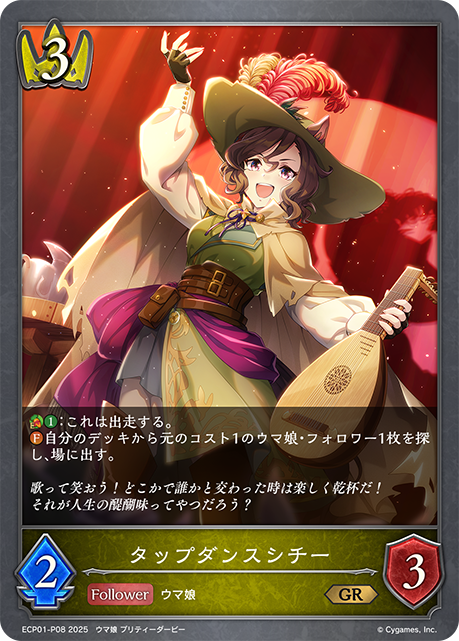 3
1：これは出走する。
F 自分のデッキから元のコスト1のウマ娘・フォロワー1枚を探
し、場に出す。
歌って笑おう！どこかで誰かと交わった時は楽しく乾杯だ！
それが人生の醍醐味ってやつだろう？
タップダンスシチー
2
Follower ウマ娘
GR
3
ECP01-P08 2025 ウマ娘 プリティーダービー
© Cygames, Inc.